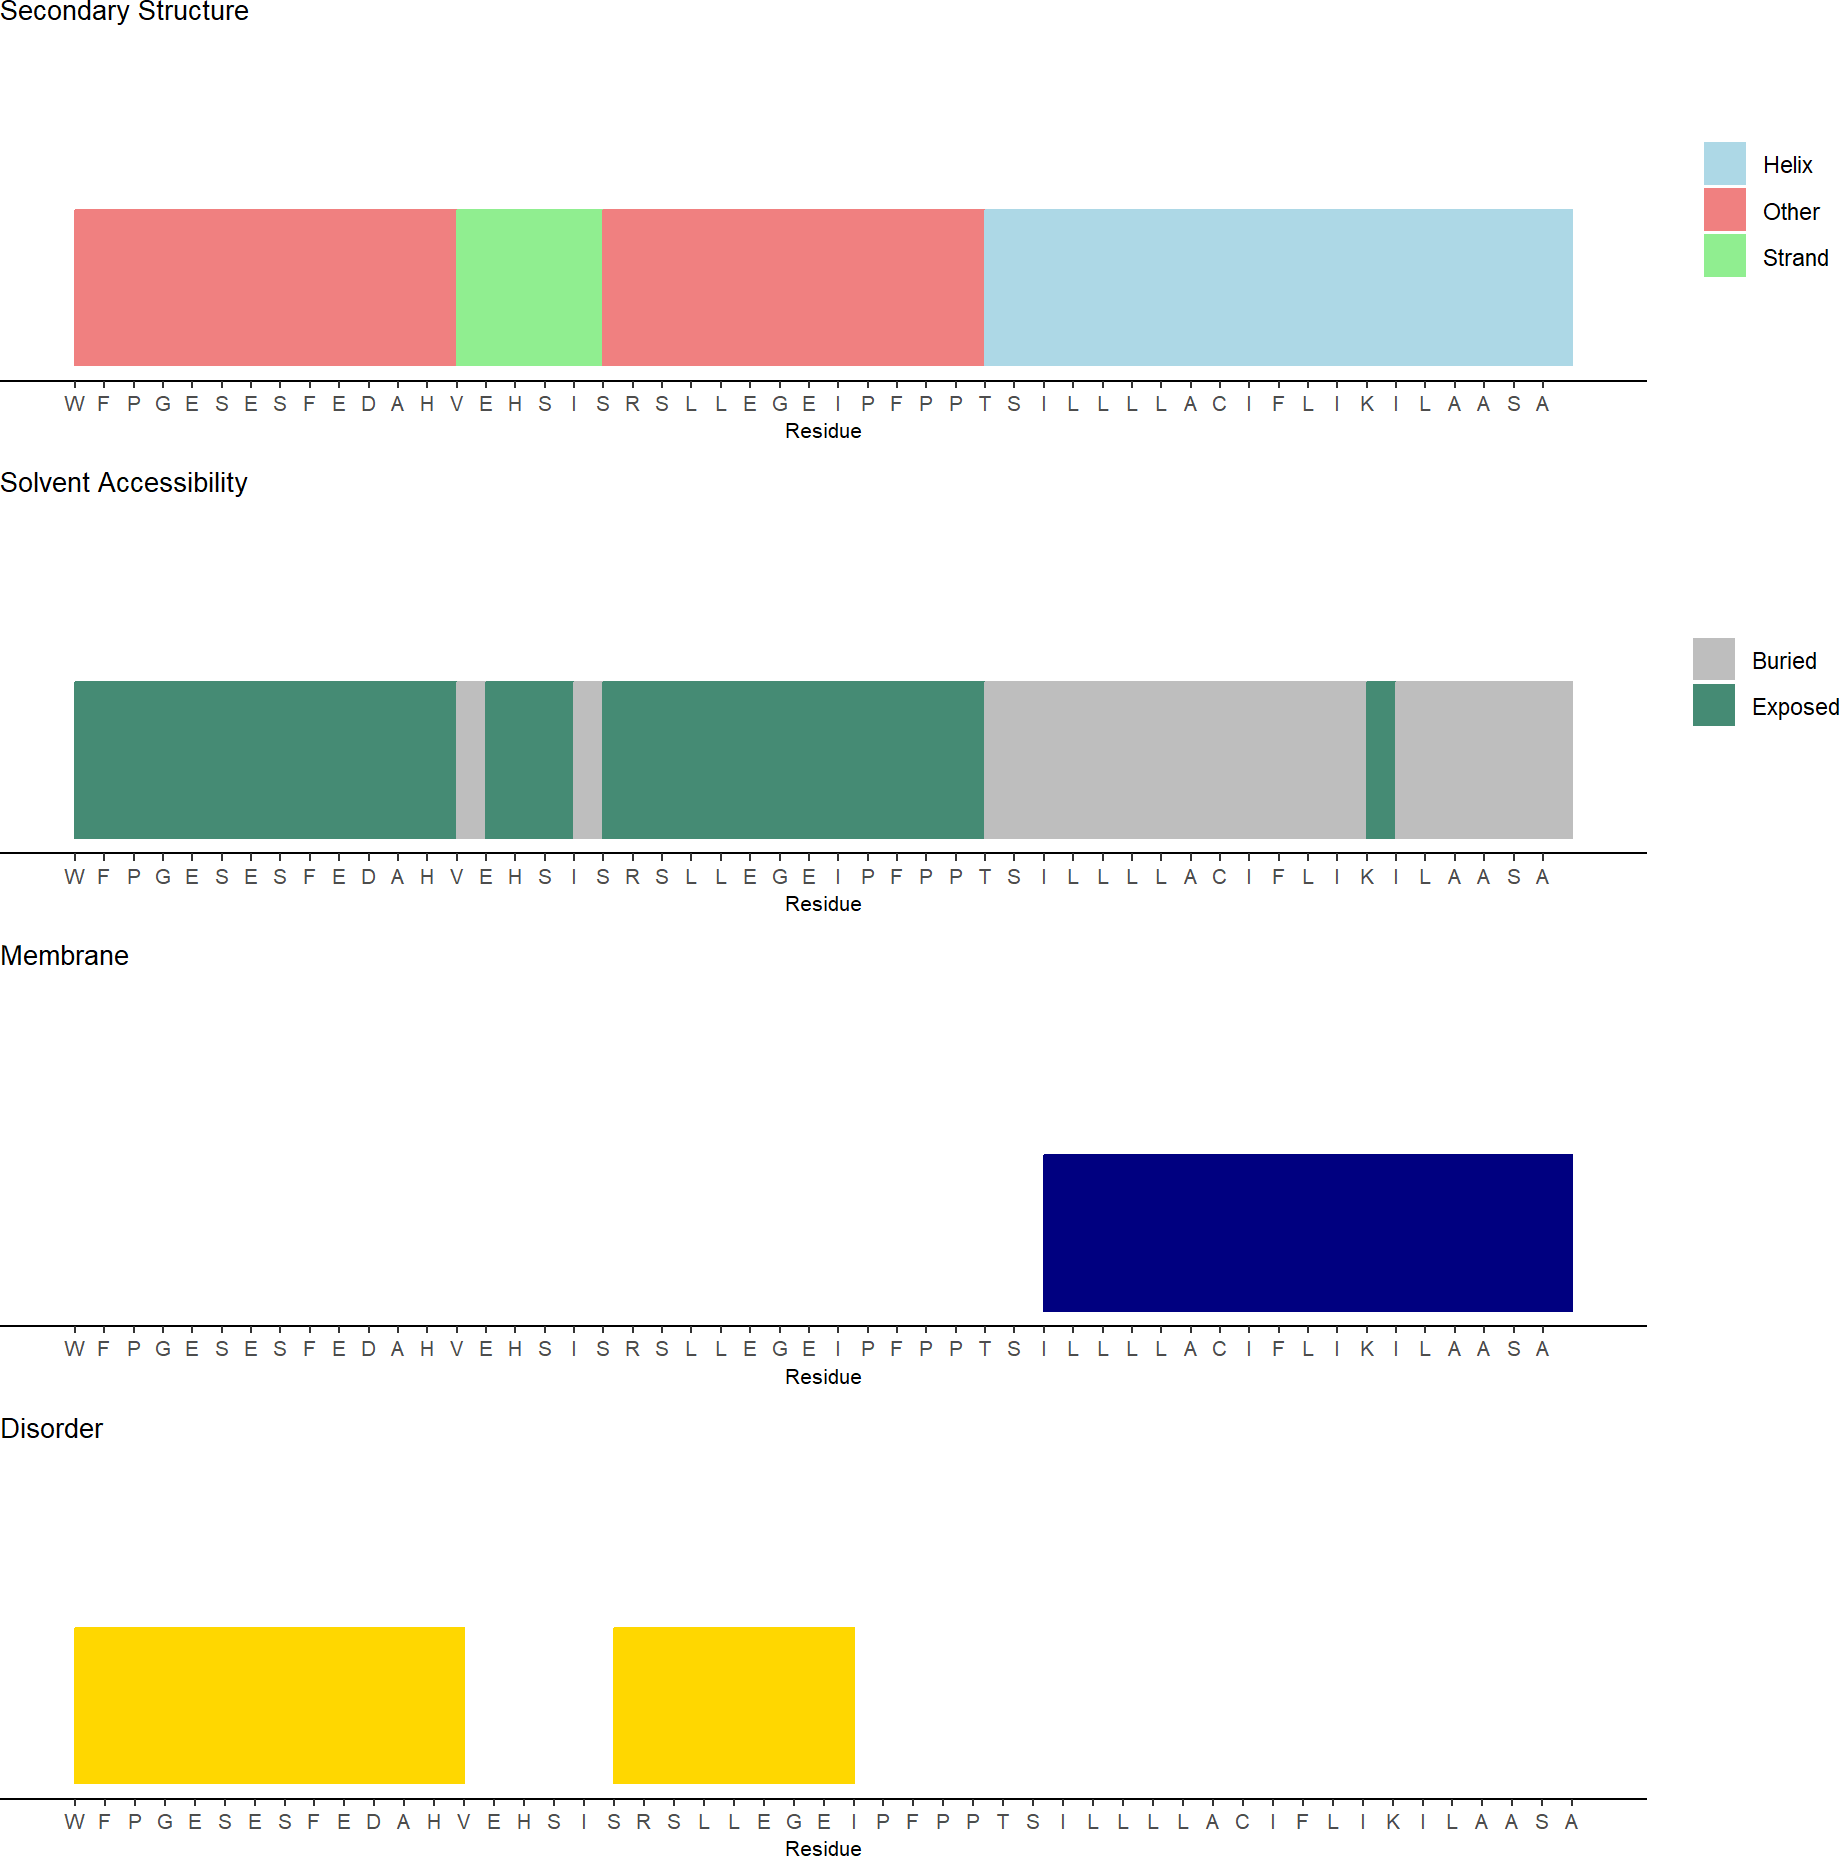 Secondary Structure
Helix
Other
Strand
W F P G E S E S F E D A H V E H S I S R S L L E G E I P F P P T S I L L L L A C I F L I K I L A A S A
Residue
Solvent Accessibility
Buried
Exposed
W F P G E S E S F E D A H V E H S I S R S L L E G E I P F P P T S I L L L L A C I F L I K I L A A S A
Residue
Membrane
W F P G E S E S F E D A H V E H S I S R S L L E G E I P F P P T S I L L L L A C I F L I K I L A A S A
Residue
Disorder
W F P G E S E S F E D A H V E H S I S R S L L E G E I P F P P T S I L L L L A C I F L I K I L A A S A
Residue